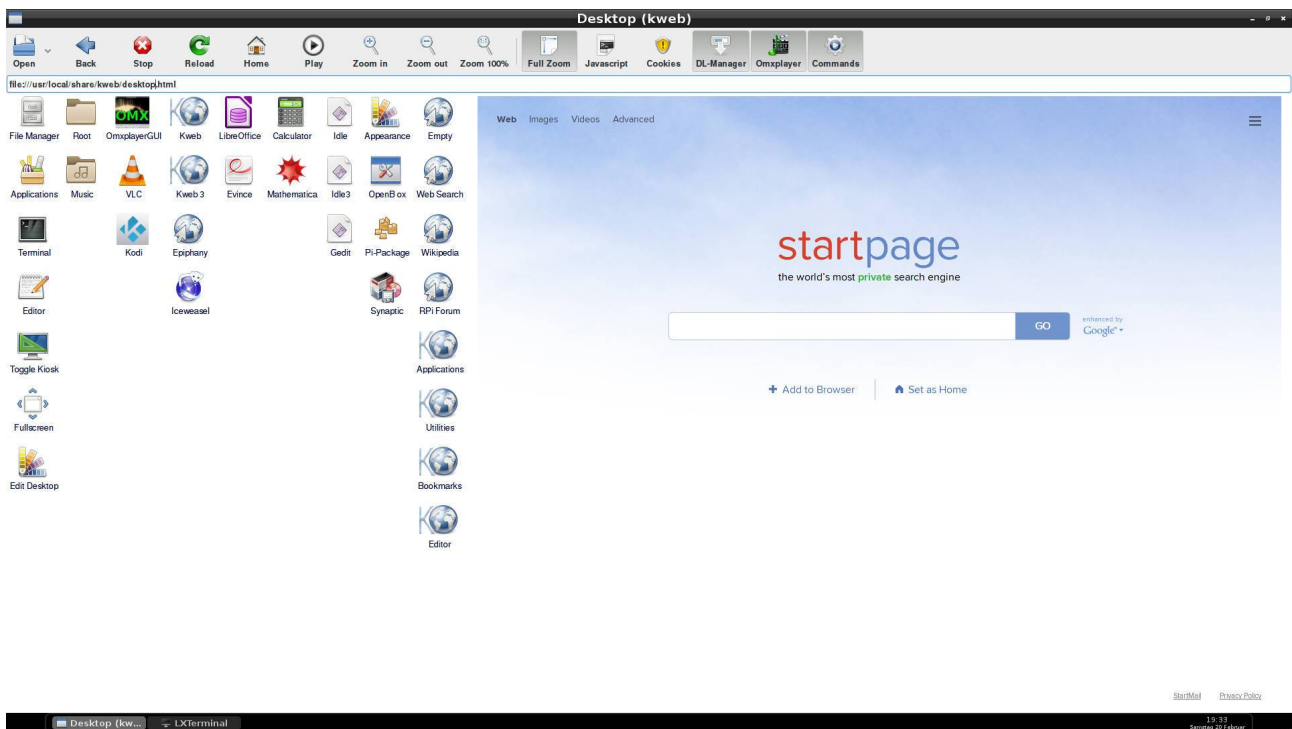 Desktop (kweb)
Open Back Stop Reload Home Play Zoom in Zoom out Zoom 100% Full Zoom Javascript Cookies DL-Manager Omxplayer Commands
file:///usr/local/share/kweb/desktop.html
OMX
File Manager Root OmxplayerGUI Kweb LibreOffice Calculator Idle Appearance Empty
Applications Music VLC Kweb 3 Evince Mathematica Idle3 OpenBox Web Search
Terminal Kodi Epiphany Gedit Pi-Package Wikipedia
Editor Iceweasel Synaptic RPi Forum
Toggle Kiosk Applications
Fullscreen Utilities
Edit Desktop Bookmarks
Editor
Web Images Videos Advanced
startpage
the world's most private search engine
GO
enhanced by
Google
+ Add to Browser Set as Home
StartMail Privacy Policy
Desktop (kw... LXTerminal
19:33
Samstag 20 Februar